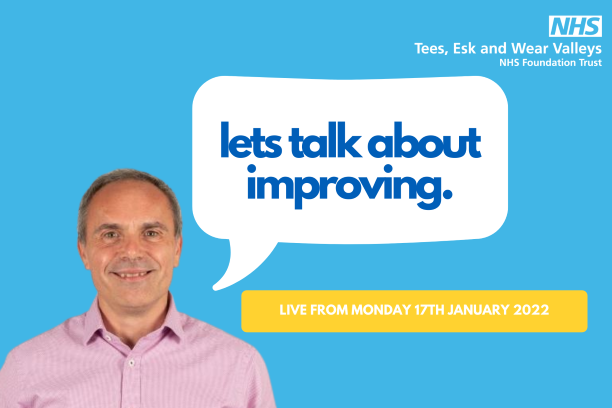 NHS
Tees, Esk and Wear Valleys
NHS Foundation Trust
lets talk about
improving.
LIVE FROM MONDAY 17TH JANUARY 2022